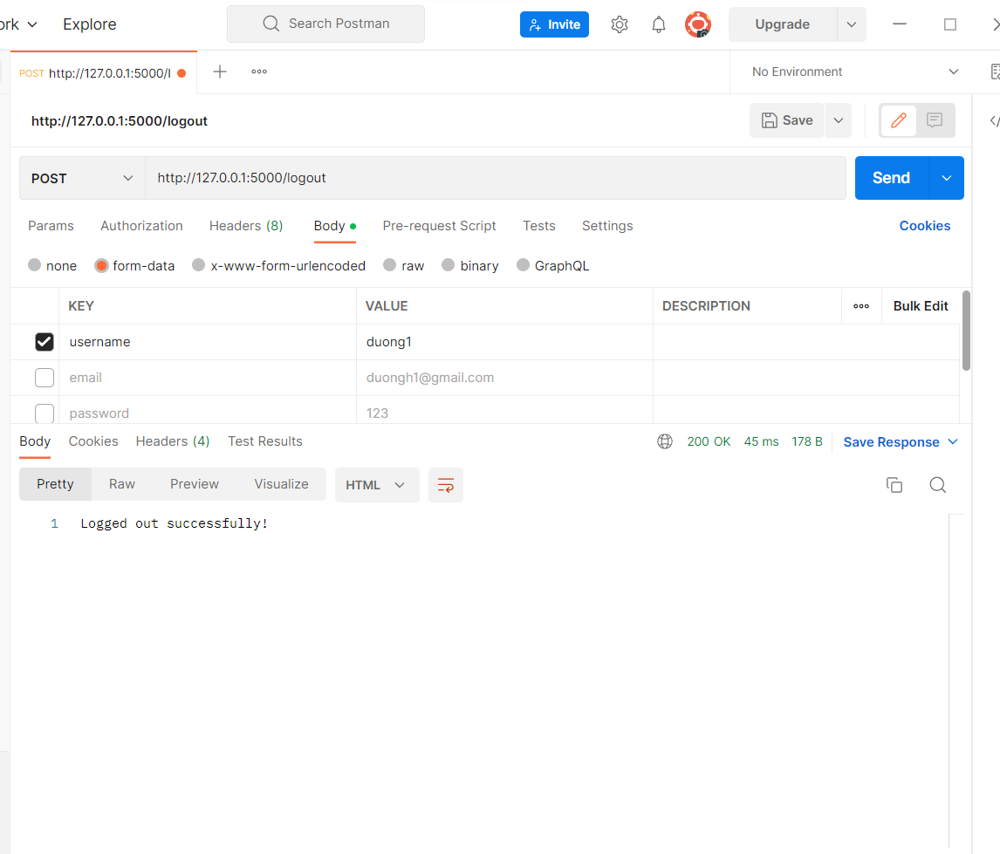 ork Explore Search Postman Invite Upgrade
POST http://127.0.0.1:5000/l No Environment
http://127.0.0.1:5000/logout Save
POST http://127.0.0.1:5000/logout Send
Params Authorization Headers (8) Body Pre-request Script Tests Settings Cookies
none form-data x-www-form-urlencoded raw binary GraphQL
KEY VALUE DESCRIPTION Bulk Edit
username duong1
email duongh1@gmail.com
password 123
Body Cookies Headers (4) Test Results 200 OK 45 ms 178 B Save Response
Pretty Raw Preview Visualize HTML
1 Logged out successfully!